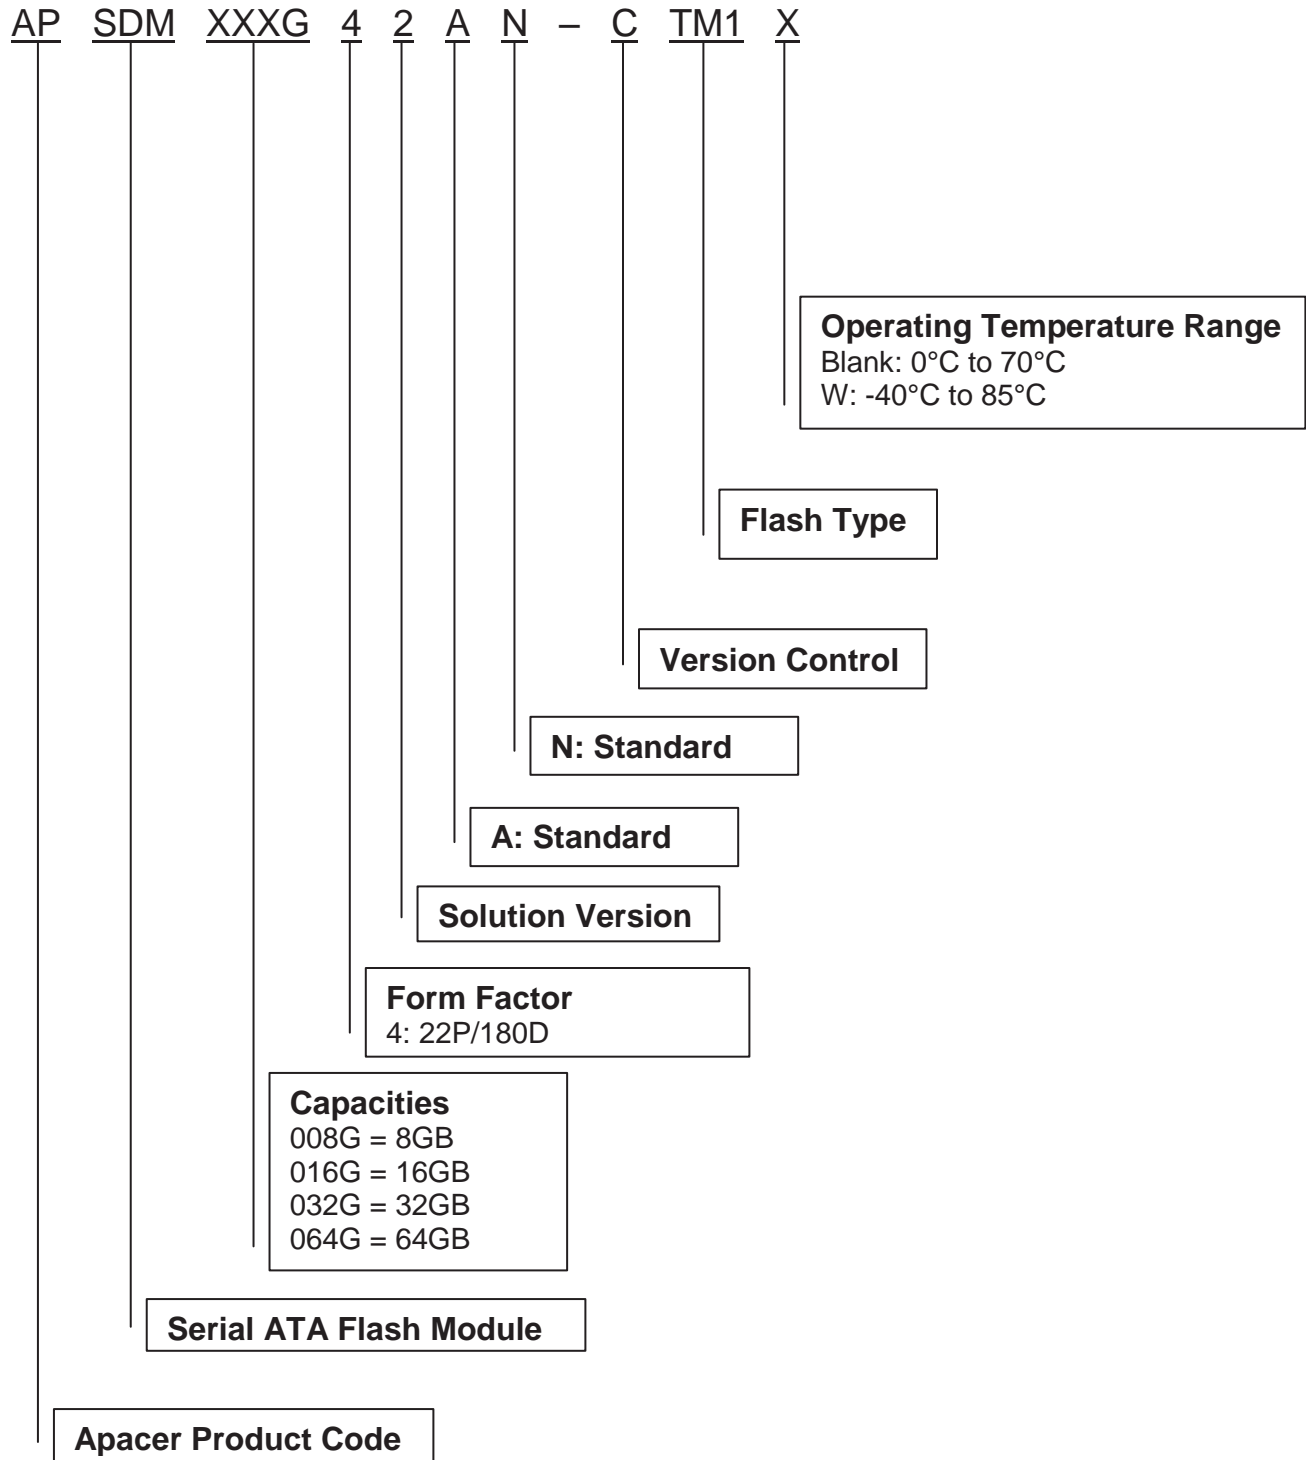 AP SDM XXXG 4 2 A N – C TM1 X
Operating Temperature Range
Blank: 0°C to 70°C
W: -40°C to 85°C
Flash Type
Version Control
N: Standard
A: Standard
Solution Version
Form Factor
4: 22P/180D
Capacities
008G = 8GB
016G = 16GB
032G = 32GB
064G = 64GB
Serial ATA Flash Module
Apacer Product Code